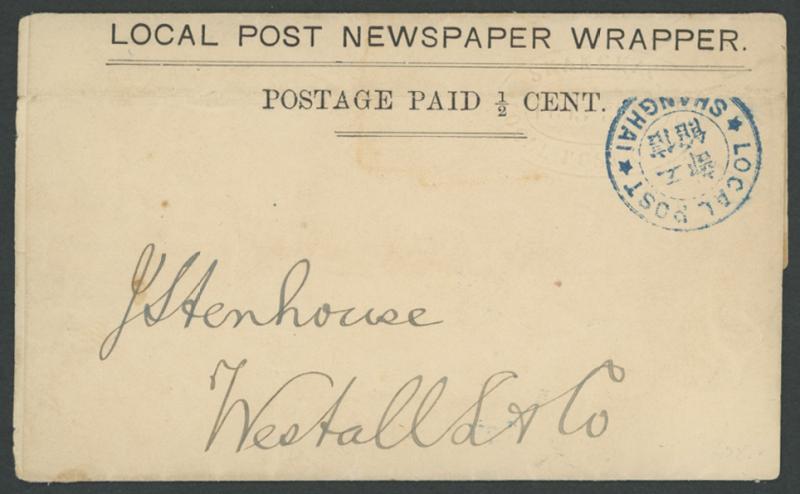 LOCAL POST NEWSPAPER WRAPPER.
POSTAGE PAID ½ CENT.
SHANGHAI
LOCAL POST
J Stenhouse
Westall & Co